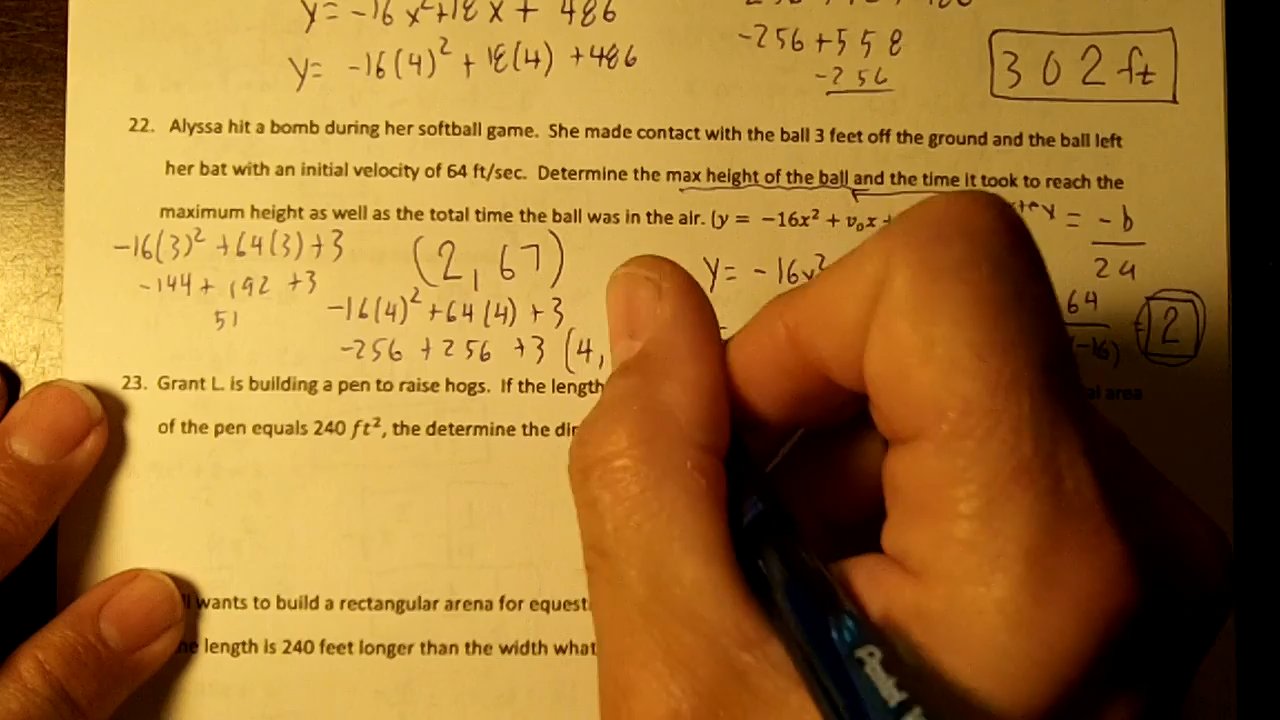 y = -16x²+18x + 486
y= -16(4)² + 18(4) +486
-256+558
-256
302ft
22. Alyssa hit a bomb during her softball game. She made contact with the ball 3 feet off the ground and the ball left
her bat with an initial velocity of 64 ft/sec. Determine the max height of the ball and the time it took to reach the
maximum height as well as the total time the ball was in the air. (y = −16x² + v₀x
-16(3)² +64(3)+3
-144+ 192 +3
51
(2, 67)
-16(4)² +64(4) +3
-256 +256 +3 (4,
y= -16x²
= -b
2a
64
(-16)
2
23. Grant L. is building a pen to raise hogs. If the length
al area
of the pen equals 240 ft², the determine the
wants to build a rectangular arena for
length is 240 feet longer than the width what